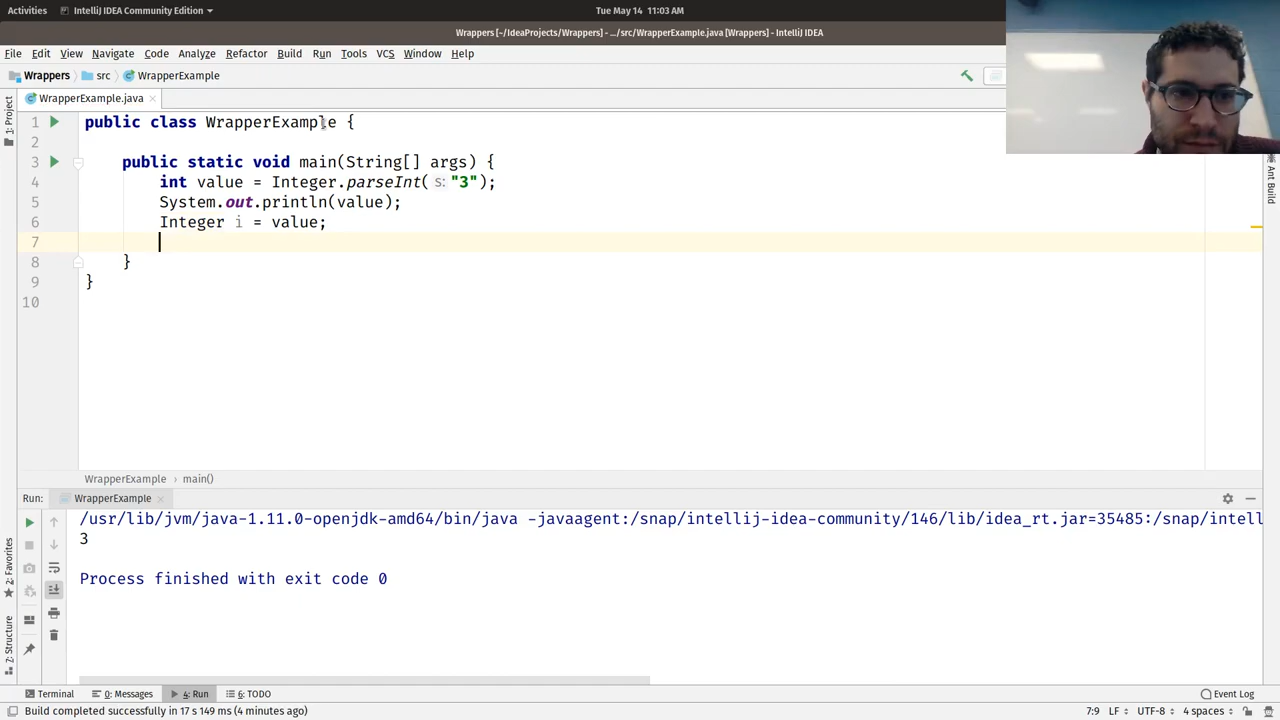 Activities IntelliJ IDEA Community Edition Tue May 14 11:03 AM
Wrappers [~/IdeaProjects/Wrappers] - .../src/WrapperExample.java [Wrappers] - IntelliJ IDEA
File Edit View Navigate Code Analyze Refactor Build Run Tools VCS Window Help
Wrappers src WrapperExample
WrapperExample.java
1: Project
Ant Build
1 public class WrapperExample {
2
3 public static void main(String[] args) {
4 int value = Integer.parseInt( s: "3");
5 System.out.println(value);
6 Integer i = value;
7
8 }
9 }
10
WrapperExample › main()
Run: WrapperExample
/usr/lib/jvm/java-1.11.0-openjdk-amd64/bin/java -javaagent:/snap/intellij-idea-community/146/lib/idea_rt.jar=35485:/snap/intell
3
Process finished with exit code 0
2: Favorites
7: Structure
Terminal 0: Messages 4: Run 6: TODO Event Log
Build completed successfully in 17 s 149 ms (4 minutes ago) 7:9 LF UTF-8 4 spaces